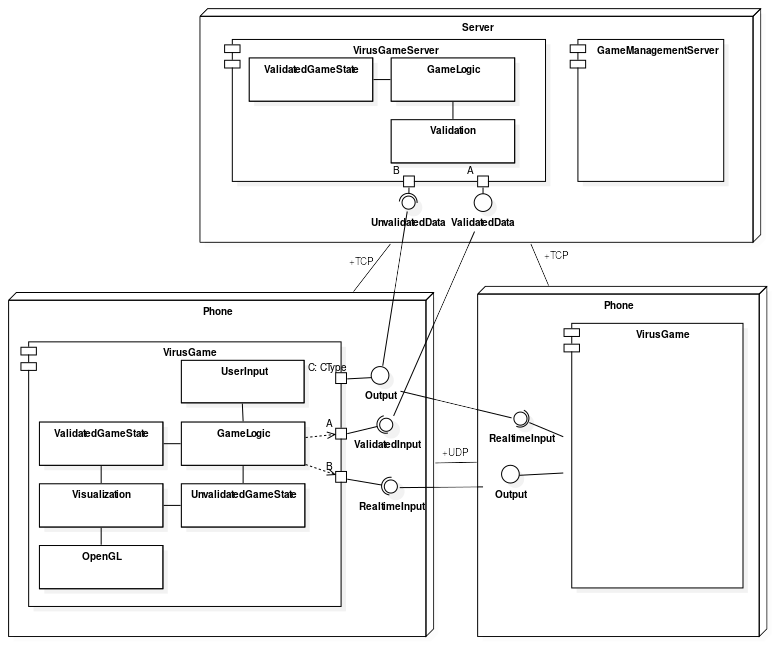 Server
VirusGameServer
GameManagementServer
ValidatedGameState
GameLogic
Validation
B
A
UnvalidatedData
ValidatedData
+TCP
+TCP
Phone
Phone
VirusGame
VirusGame
C: CType
UserInput
Output
A
ValidatedGameState
GameLogic
ValidatedInput
RealtimeInput
+UDP
B
Visualization
UnvalidatedGameState
Output
RealtimeInput
OpenGL